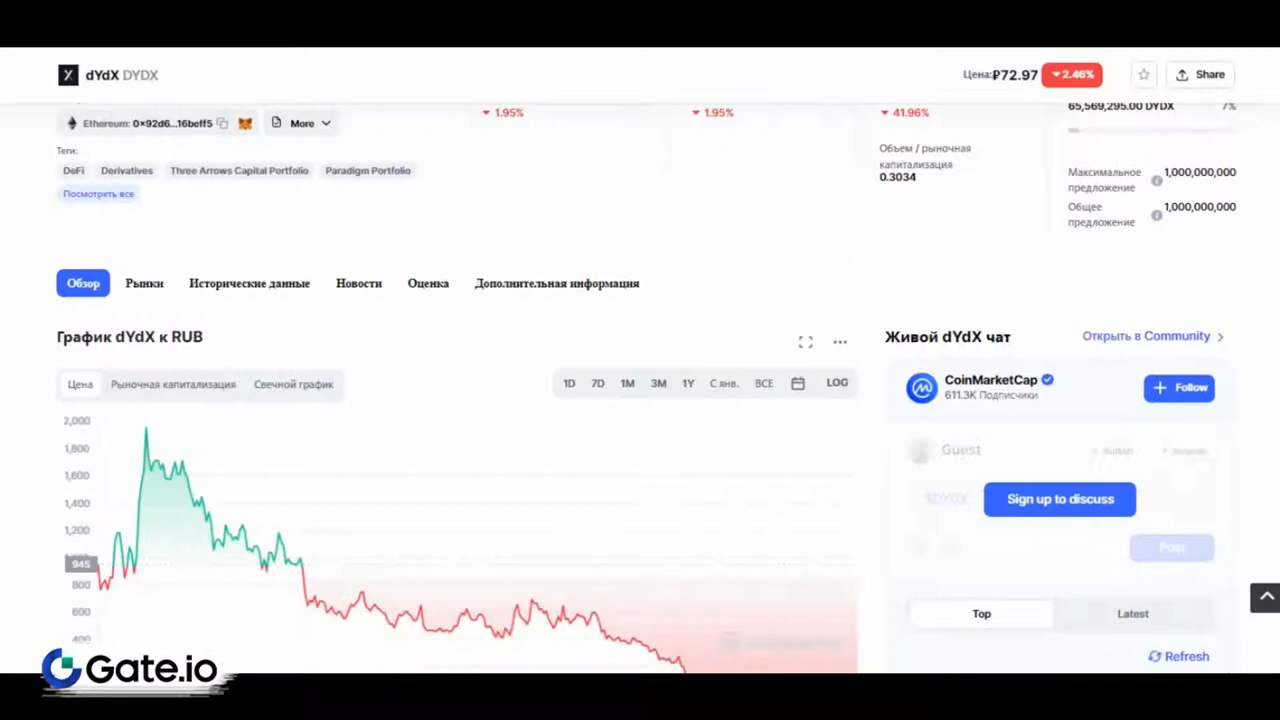 dYdX DYDX
Цена:₽72.97
2.46%
Share
Ethereum: 0x92d6...16beff5
More
1.95%
1.95%
41.96%
65,569,295.00 DYDX
7%
Теги:
DeFi
Derivatives
Three Arrows Capital Portfolio
Paradigm Portfolio
Посмотреть все
Объем / рыночная
капитализация
0.3034
Максимальное
предложение
1,000,000,000
Общее
предложение
1,000,000,000
Обзор
Рынки
Исторические данные
Новости
Оценка
Дополнительная информация
График dYdX к RUB
Живой dYdX чат
Открыть в Community
Цена
Рыночная капитализация
Свечной график
1D
7D
1M
3M
1Y
С янв.
ВСЕ
LOG
CoinMarketCap
611.3K Подписчики
Follow
2,000
1,800
1,600
1,400
1,200
945
800
600
400
Guest
$DYDX
Sign up to discuss
Post
Top
Latest
Refresh
Gate.io